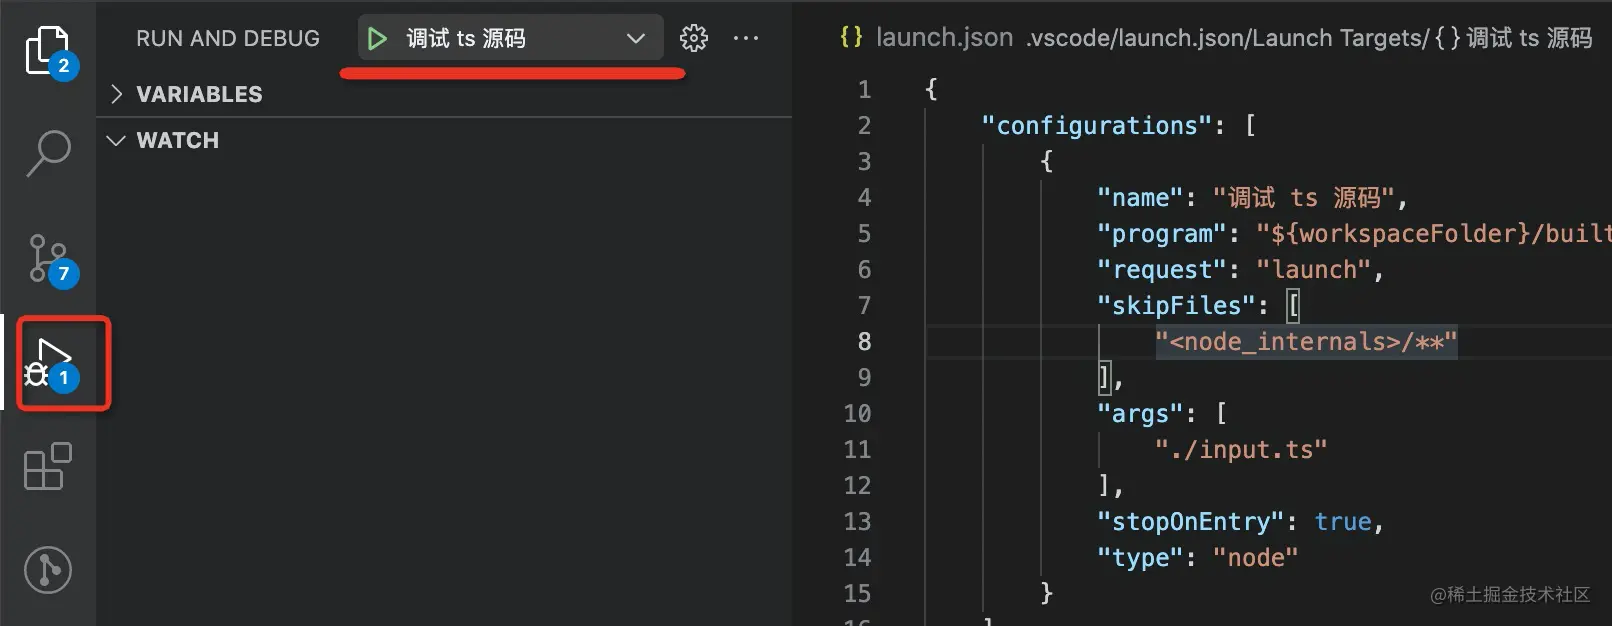 RUN AND DEBUG
调试 ts 源码
···
VARIABLES
WATCH
2
7
1
{} launch.json .vscode/launch.json/Launch Targets/{}调试 ts 源码
1 {
2 "configurations": [
3 {
4 "name": "调试 ts 源码",
5 "program": "${workspaceFolder}/built
6 "request": "launch",
7 "skipFiles": [
8 "<node_internals>/**"
9 ],
10 "args": [
11 "./input.ts"
12 ],
13 "stopOnEntry": true,
14 "type": "node"
15 }
16 ]
@稀土掘金技术社区